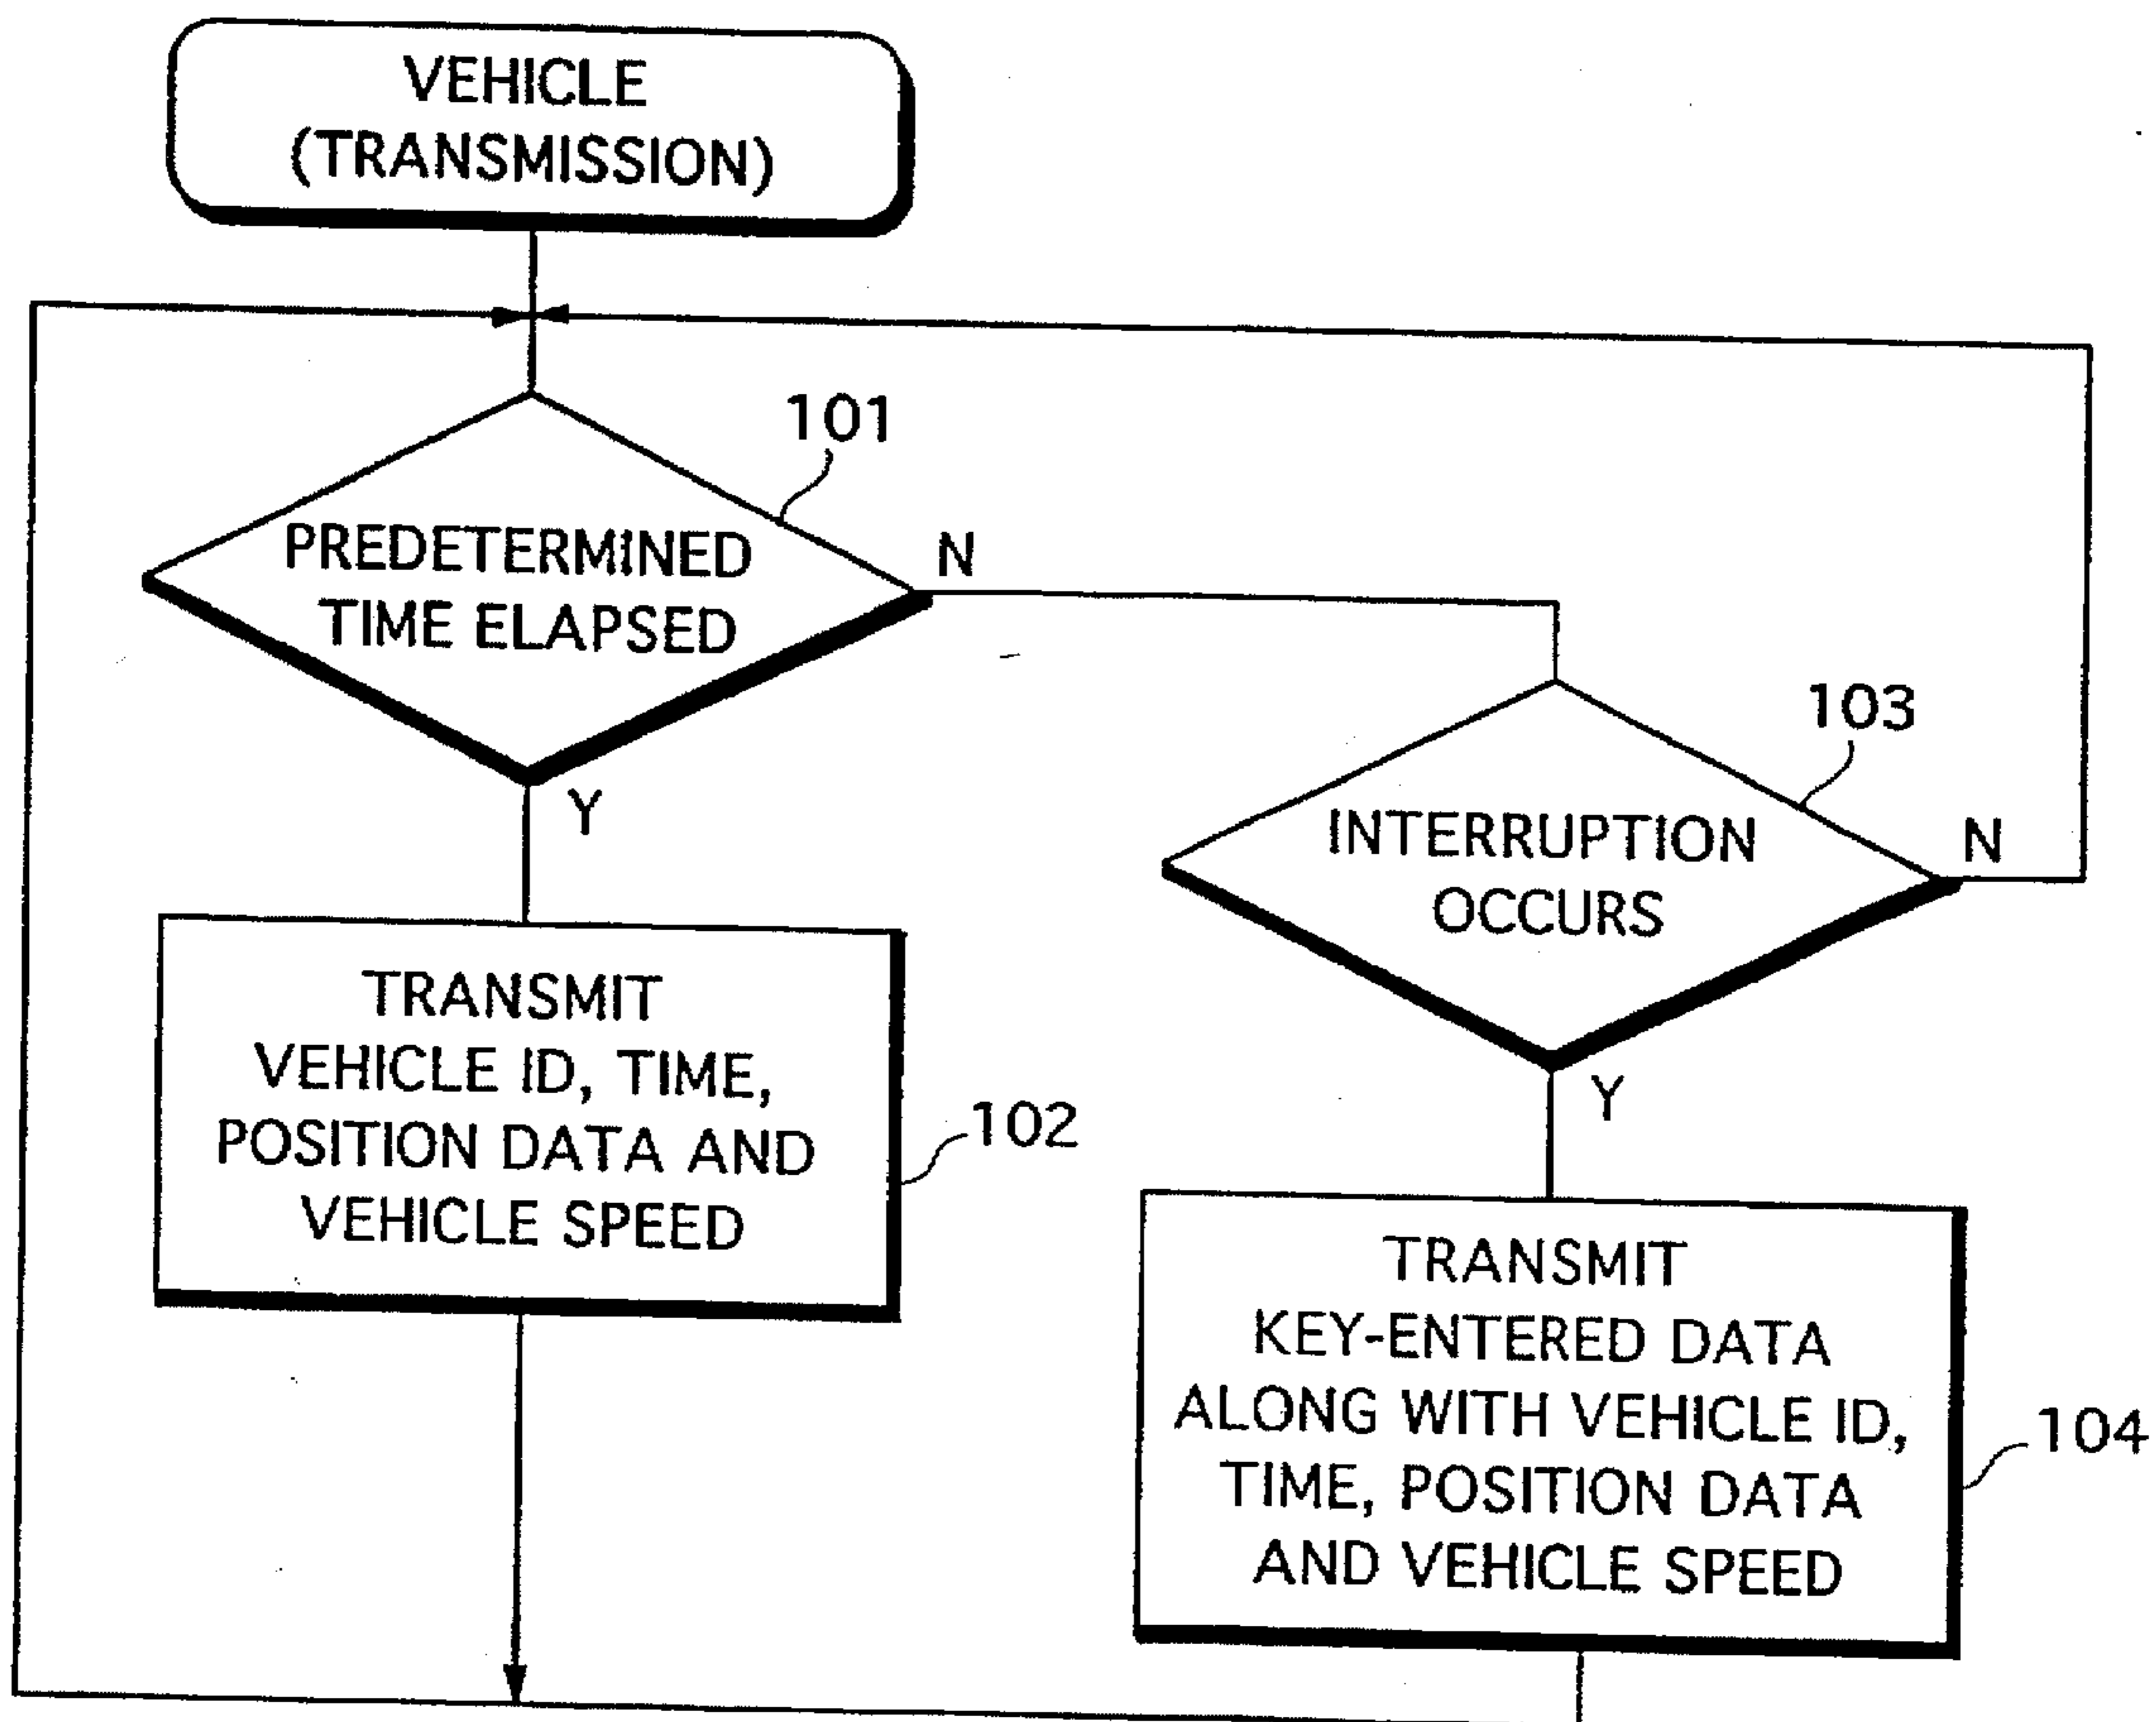 VEHICLE
(TRANSMISSION)
101
PREDETERMINED
TIME ELAPSED
N
Y
103
INTERRUPTION
OCCURS
N
Y
TRANSMIT
VEHICLE ID, TIME,
POSITION DATA AND
VEHICLE SPEED
102
TRANSMIT
KEY-ENTERED DATA
ALONG WITH VEHICLE ID,
TIME, POSITION DATA
AND VEHICLE SPEED
104